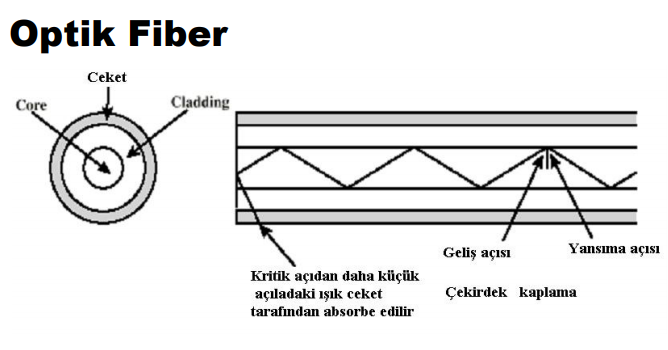 Optik Fiber
Ceket
Core
Cladding
Geliş açısı
Yansıma açısı
Kritik açıdan daha küçük
açıladaki ışık ceket
tarafından absorbe edilir
Çekirdek kaplama